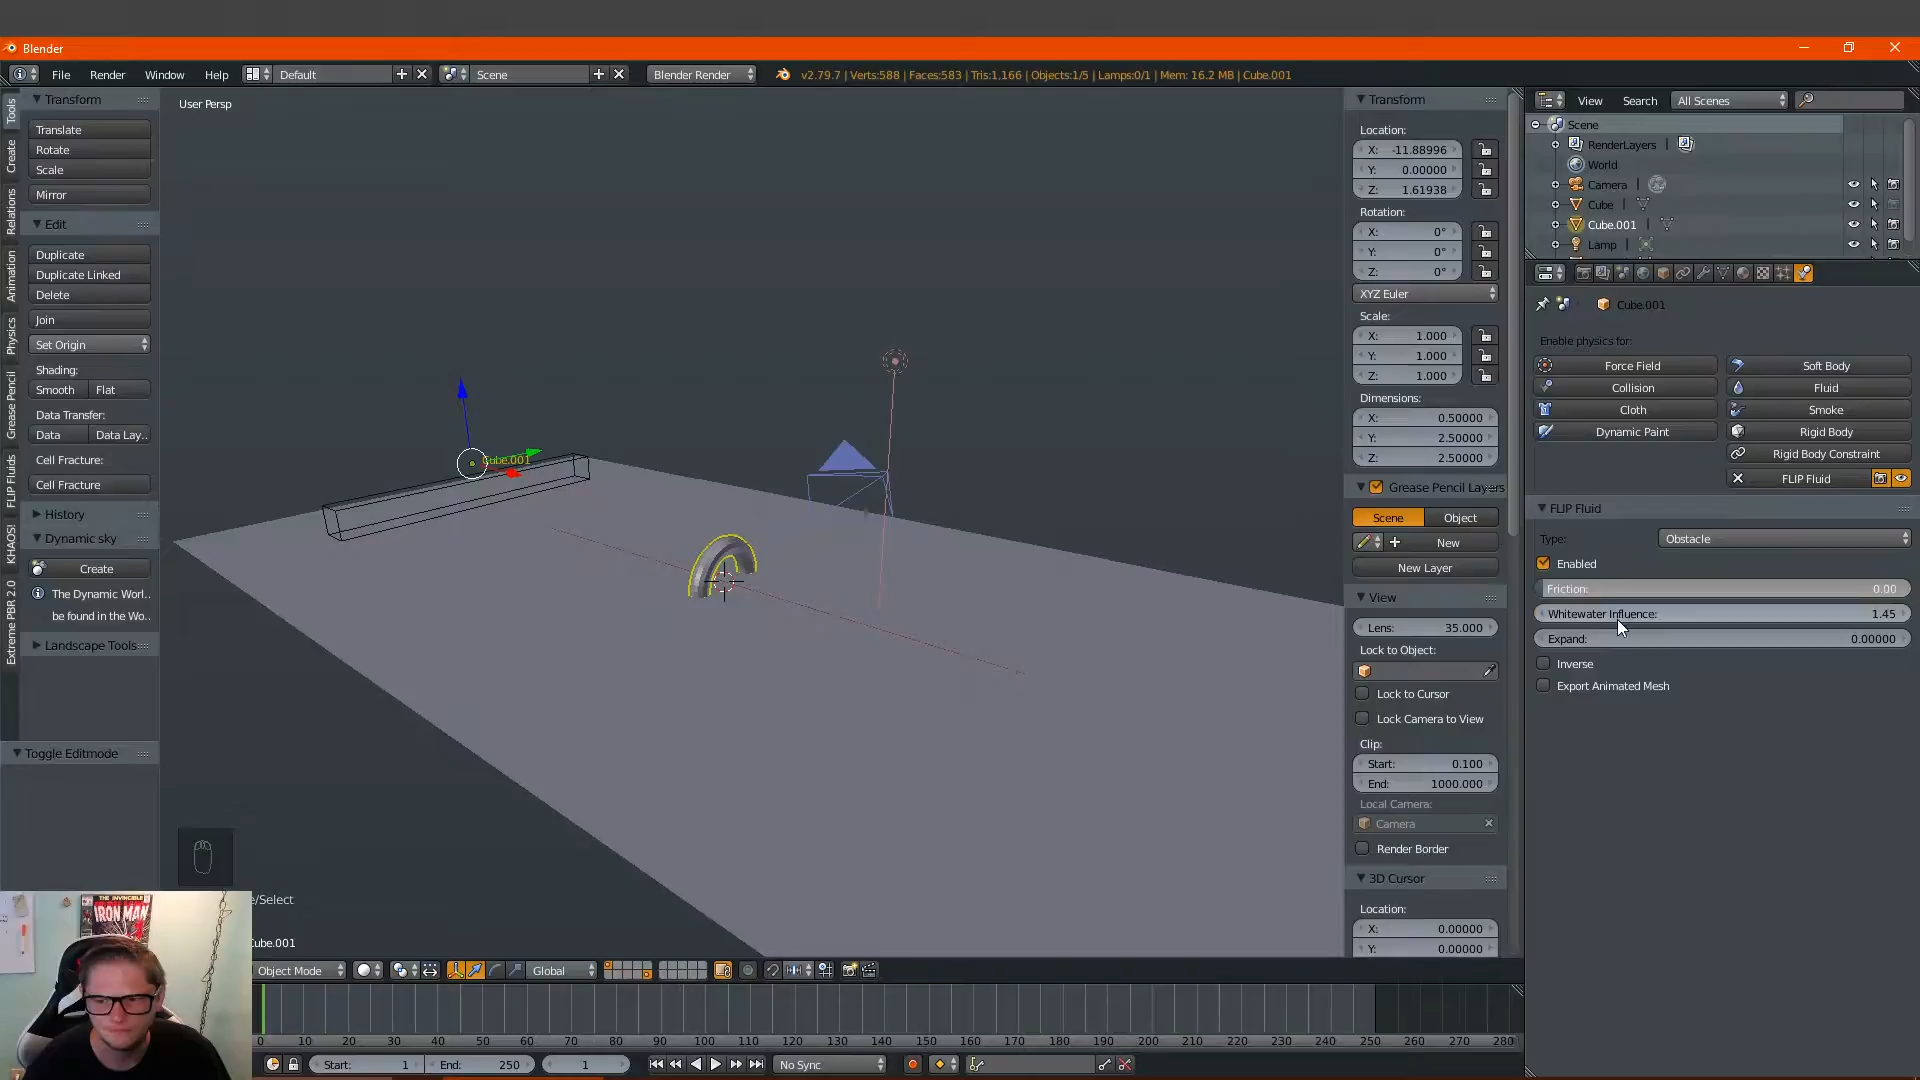 Blender
File Render Window Help Default Scene Blender Render v2.79.7 | Verts:588 | Faces:583 | Tris:1,166 | Objects:1/5 | Lamps:0/1 | Mem: 16.2 MB | Cube.001
Tools
Create
Relations
Animation
Physics
Grease Pencil
FLIP Fluids
KHAOS!
Extreme PBR 2.0
Transform
Translate
Rotate
Scale
Mirror
Edit
Duplicate
Duplicate Linked
Delete
Join
Set Origin
Shading:
Smooth Flat
Data Transfer:
Data Data Lay..
Cell Fracture:
Cell Fracture
History
Dynamic sky
Create
The Dynamic Worl..
be found in the Wo..
Landscape Tools
Toggle Editmode
User Persp
Cube.001
THE INVINCIBLE
IRON MAN
e/Select
Cube.001
Transform
Location:
X: -11.88996
Y: 0.00000
Z: 1.61938
Rotation:
X: 0°
Y: 0°
Z: 0°
XYZ Euler
Scale:
X: 1.000
Y: 1.000
Z: 1.000
Dimensions:
X: 0.50000
Y: 2.50000
Z: 2.50000
Grease Pencil Layers
Scene Object
New
New Layer
View
Lens: 35.000
Lock to Object:
Lock to Cursor
Lock Camera to View
Clip:
Start: 0.100
End: 1000.000
Local Camera:
Camera
Render Border
3D Cursor
Location:
X: 0.00000
Y: 0.00000
View Search All Scenes
Scene
RenderLayers
World
Camera
Cube
Cube.001
Lamp
Cube.001
Enable physics for:
Force Field Soft Body
Collision Fluid
Cloth Smoke
Dynamic Paint Rigid Body
Rigid Body Constraint
FLIP Fluid
FLIP Fluid
Type: Obstacle
Enabled
Friction: 0.00
Whitewater Influence: 1.45
Expand: 0.00000
Inverse
Export Animated Mesh
Object Mode Global
0 10 20 30 40 50 60 70 80 90 100 110 120 130 140 150 160 170 180 190 200 210 220 230 240 250 260 270 280
Start: 1 End: 250 1 No Sync